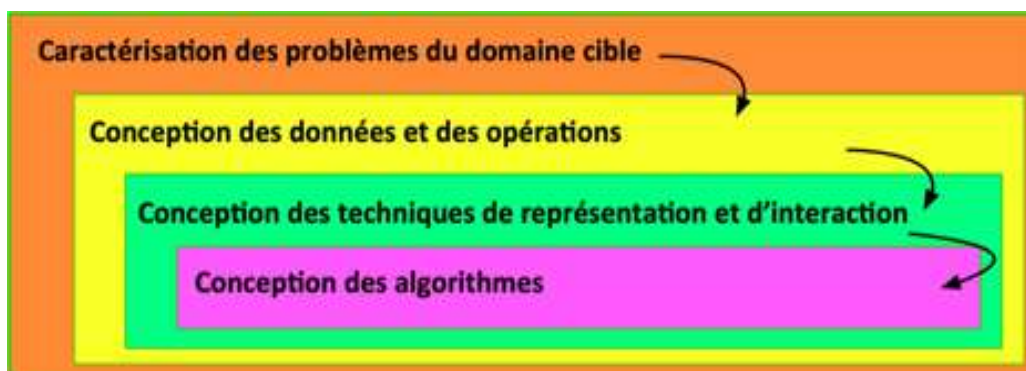 Caractérisation des problèmes du domaine cible
Conception des données et des opérations
Conception des techniques de représentation et d'interaction
Conception des algorithmes